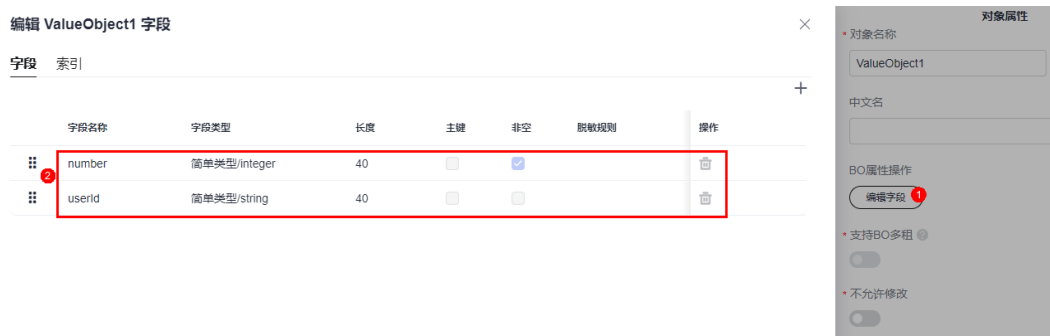 编辑 ValueObject1 字段
字段 索引
字段名称 字段类型 长度 主键 非空 脱敏规则 操作
number 简单类型/integer 40
2
userId 简单类型/string 40
对象属性
* 对象名称
ValueObject1
中文名
BO属性操作
编辑字段 1
* 支持BO多租 ?
* 不允许修改